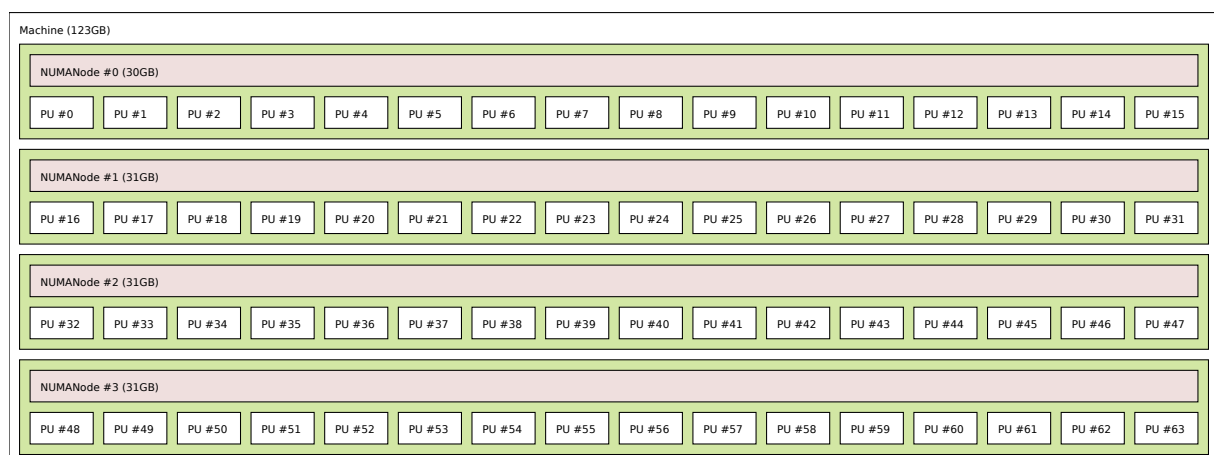 Machine (123GB)
NUMANode #0 (30GB)
PU #0 PU #1 PU #2 PU #3 PU #4 PU #5 PU #6 PU #7 PU #8 PU #9 PU #10 PU #11 PU #12 PU #13 PU #14 PU #15
NUMANode #1 (31GB)
PU #16 PU #17 PU #18 PU #19 PU #20 PU #21 PU #22 PU #23 PU #24 PU #25 PU #26 PU #27 PU #28 PU #29 PU #30 PU #31
NUMANode #2 (31GB)
PU #32 PU #33 PU #34 PU #35 PU #36 PU #37 PU #38 PU #39 PU #40 PU #41 PU #42 PU #43 PU #44 PU #45 PU #46 PU #47
NUMANode #3 (31GB)
PU #48 PU #49 PU #50 PU #51 PU #52 PU #53 PU #54 PU #55 PU #56 PU #57 PU #58 PU #59 PU #60 PU #61 PU #62 PU #63